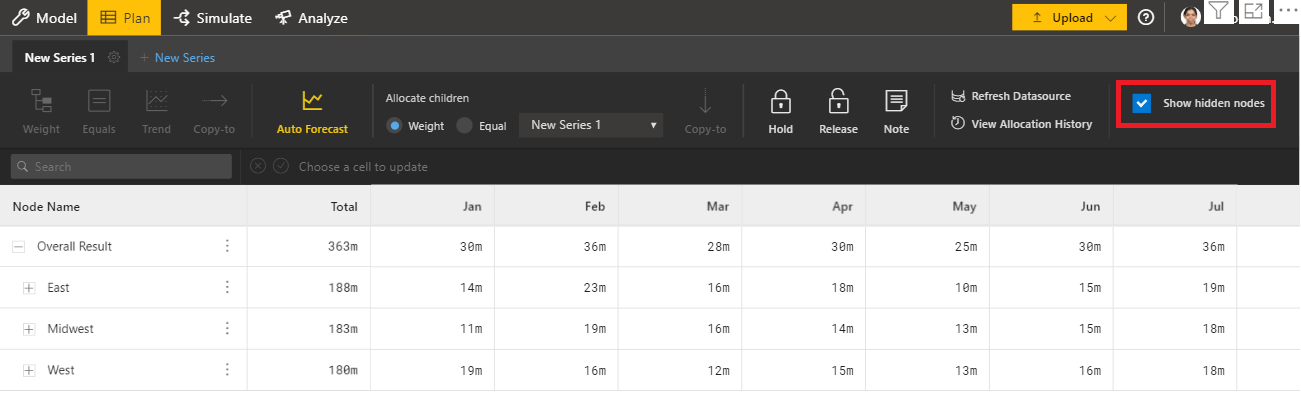 Model Plan Simulate Analyze Upload
New Series 1 + New Series
Weight Equals Trend Copy-to Auto Forecast
Allocate children
Weight Equal New Series 1
Copy-to Hold Release Note
Refresh Datasource
View Allocation History
Show hidden nodes
Search Choose a cell to update
Node Name Total Jan Feb Mar Apr May Jun Jul
Overall Result 363m 30m 36m 28m 30m 25m 30m 36m
East 188m 14m 23m 16m 18m 10m 15m 19m
Midwest 183m 11m 19m 16m 14m 13m 15m 18m
West 180m 19m 16m 12m 15m 13m 16m 18m